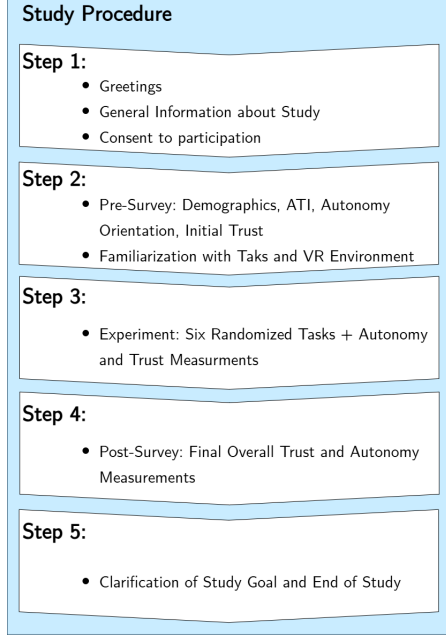 Study Procedure
Step 1:
• Greetings
• General Information about Study
• Consent to participation
Step 2:
• Pre-Survey: Demographics, ATI, Autonomy
Orientation, Initial Trust
• Familiarization with Taks and VR Environment
Step 3:
• Experiment: Six Randomized Tasks + Autonomy
and Trust Measurments
Step 4:
• Post-Survey: Final Overall Trust and Autonomy
Measurements
Step 5:
• Clarification of Study Goal and End of Study